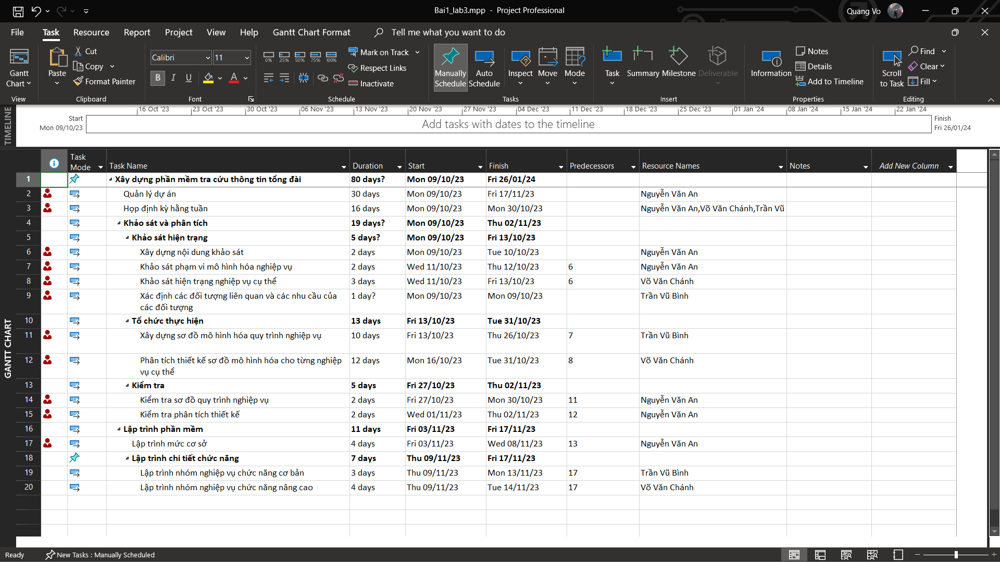 Bai1_lab3.mpp - Project Professional
Quang Vo
File Task Resource Report Project View Help Gantt Chart Format Tell me what you want to do
Gantt Chart
View
Paste
Cut
Copy
Format Painter
Clipboard
Calibri 11
B I U A
Font
0% 25% 50% 75% 100%
Mark on Track
Respect Links
Inactivate
Schedule
Manually Schedule
Auto Schedule
Inspect
Move
Mode
Tasks
Task
Summary
Milestone
Deliverable
Insert
Information
Notes
Details
Add to Timeline
Properties
Scroll to Task
Find
Clear
Fill
Editing
TIMELINE
16 Oct '23 23 Oct '23 30 Oct '23 06 Nov '23 13 Nov '23 20 Nov '23 27 Nov '23 04 Dec '23 11 Dec '23 18 Dec '23 25 Dec '23 01 Jan '24 08 Jan '24 15 Jan '24 22 Jan '24
Start
Mon 09/10/23
Add tasks with dates to the timeline
Finish
Fri 26/01/24
GANTT CHART
Task Mode Task Name Duration Start Finish Predecessors Resource Names Notes Add New Column
1 Xây dựng phần mềm tra cứu thông tin tổng đài 80 days? Mon 09/10/23 Fri 26/01/24
2 Quản lý dự án 30 days Mon 09/10/23 Fri 17/11/23 Nguyễn Văn An
3 Họp định kỳ hằng tuần 16 days Mon 09/10/23 Mon 30/10/23 Nguyễn Văn An,Võ Văn Chánh,Trần Vũ
4 Khảo sát và phân tích 19 days? Mon 09/10/23 Thu 02/11/23
5 Khảo sát hiện trạng 5 days? Mon 09/10/23 Fri 13/10/23
6 Xây dựng nội dung khảo sát 2 days Mon 09/10/23 Tue 10/10/23 Nguyễn Văn An
7 Khảo sát phạm vi mô hình hóa nghiệp vụ 2 days Wed 11/10/23 Thu 12/10/23 6 Nguyễn Văn An
8 Khảo sát hiện trạng nghiệp vụ cụ thể 3 days Wed 11/10/23 Fri 13/10/23 6 Võ Văn Chánh
9 Xác định các đối tượng liên quan và các nhu cầu của 1 day? Mon 09/10/23 Mon 09/10/23 Trần Vũ Bình
các đối tượng
10 Tổ chức thực hiện 13 days Fri 13/10/23 Tue 31/10/23
11 Xây dựng sơ đồ mô hình hóa quy trình nghiệp vụ 10 days Fri 13/10/23 Thu 26/10/23 7 Trần Vũ Bình
12 Phân tích thiết kế sơ đồ mô hình hóa cho từng nghiệp 12 days Mon 16/10/23 Tue 31/10/23 8 Võ Văn Chánh
vụ cụ thể
13 Kiểm tra 5 days Fri 27/10/23 Thu 02/11/23
14 Kiểm tra sơ đồ quy trình nghiệp vụ 2 days Fri 27/10/23 Mon 30/10/23 11 Nguyễn Văn An
15 Kiểm tra phân tích thiết kế 2 days Wed 01/11/23 Thu 02/11/23 12 Nguyễn Văn An
16 Lập trình phần mềm 11 days Fri 03/11/23 Fri 17/11/23
17 Lập trình mức cơ sở 4 days Fri 03/11/23 Wed 08/11/23 13 Nguyễn Văn An
18 Lập trình chi tiết chức năng 7 days Thu 09/11/23 Fri 17/11/23
19 Lập trình nhóm nghiệp vụ chức năng cơ bản 3 days Thu 09/11/23 Mon 13/11/23 17 Trần Vũ Bình
20 Lập trình nhóm nghiệp vụ chức năng nâng cao 4 days Thu 09/11/23 Tue 14/11/23 17 Võ Văn Chánh
Ready New Tasks : Manually Scheduled